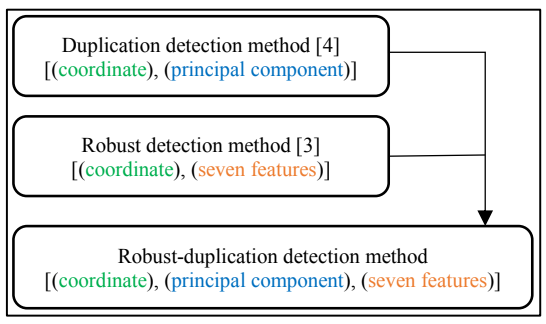 Duplication detection method [4]
[(coordinate), (principal component)]
Robust detection method [3]
[(coordinate), (seven features)]
Robust-duplication detection method
[(coordinate), (principal component), (seven features)]